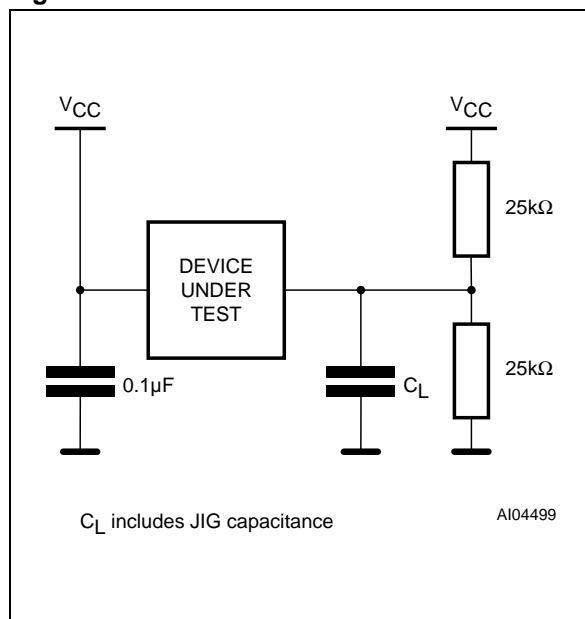 VCC
VCC
25kΩ
DEVICE
UNDER
TEST
0.1µF
CL
25kΩ
CL includes JIG capacitance
AI04499